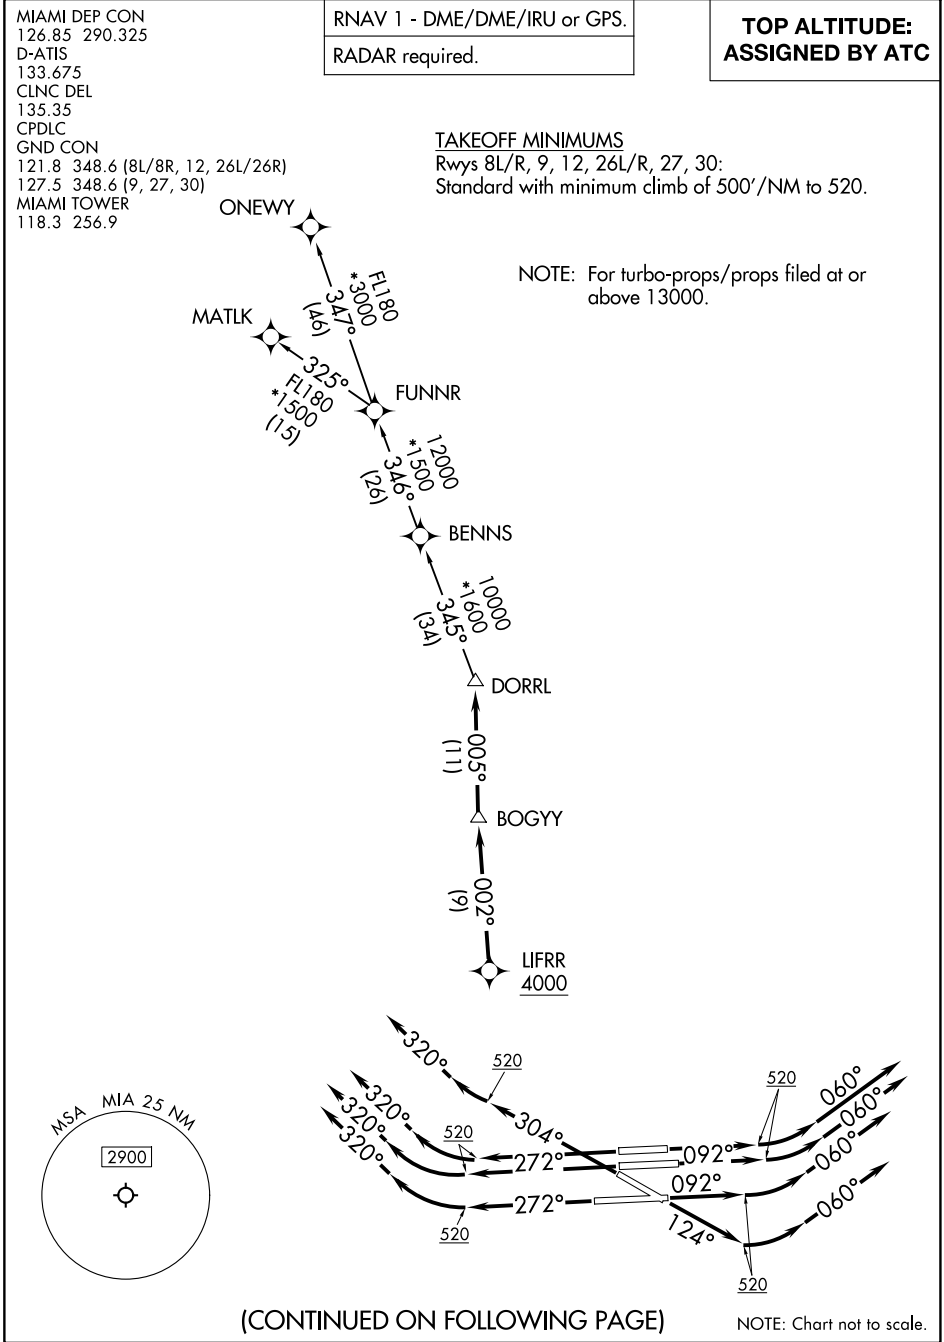 MIAMI DEP CON
126.85 290.325
D-ATIS
133.675
CLNC DEL
135.35
CPDLC
GND CON
121.8 348.6 (8L/8R, 12, 26L/26R)
127.5 348.6 (9, 27, 30)
MIAMI TOWER
118.3 256.9
RNAV 1 - DME/DME/IRU or GPS.
RADAR required.
TOP ALTITUDE:
ASSIGNED BY ATC
TAKEOFF MINIMUMS
Rwys 8L/R, 9, 12, 26L/R, 27, 30:
Standard with minimum climb of 500'/NM to 520.
NOTE: For turbo-props/props filed at or
above 13000.
ONEWY
FL180
*3000
347°
(46)
MATLK
325°
FL180
*1500
(15)
FUNNR
12000
*1500
346°
(26)
BENNS
10000
*1600
345°
(34)
DORRL
005°
(11)
BOGYY
002°
(9)
LIFRR
4000
320°
520
304°
320°
320°
320°
520
272°
272°
520
520
060°
060°
060°
060°
092°
092°
124°
520
MSA MIA 25 NM
2900
(CONTINUED ON FOLLOWING PAGE)
NOTE: Chart not to scale.